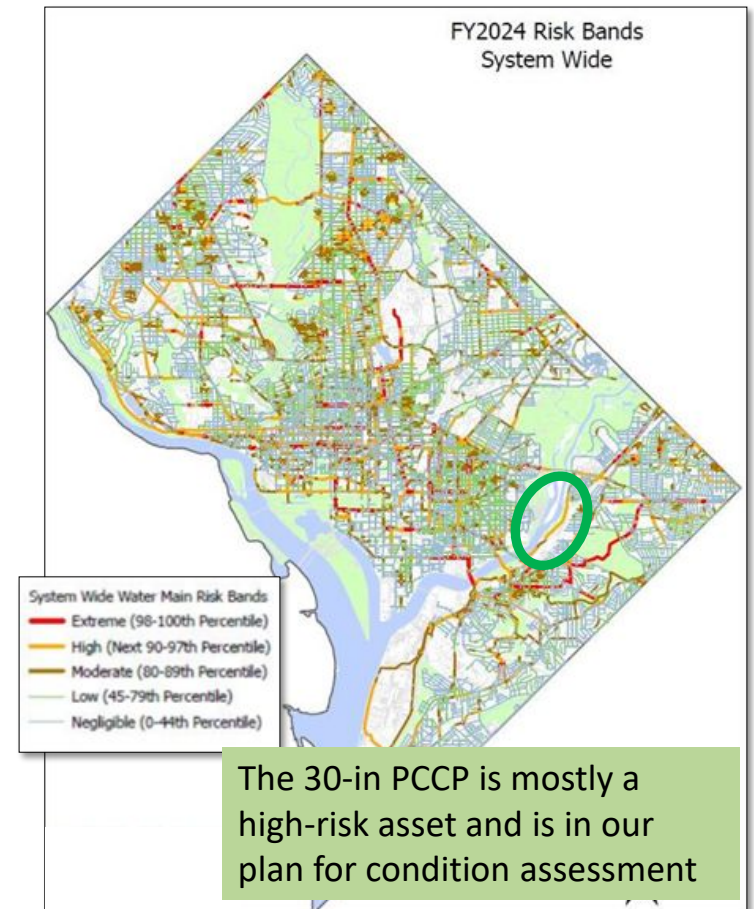 FY2024 Risk Bands
System Wide
System Wide Water Main Risk Bands
Extreme (98-100th Percentile)
High (Next 90-97th Percentile)
Moderate (80-89th Percentile)
Low (45-79th Percentile)
Negligible (0-44th Percentile)
The 30-in PCCP is mostly a
high-risk asset and is in our
plan for condition assessment